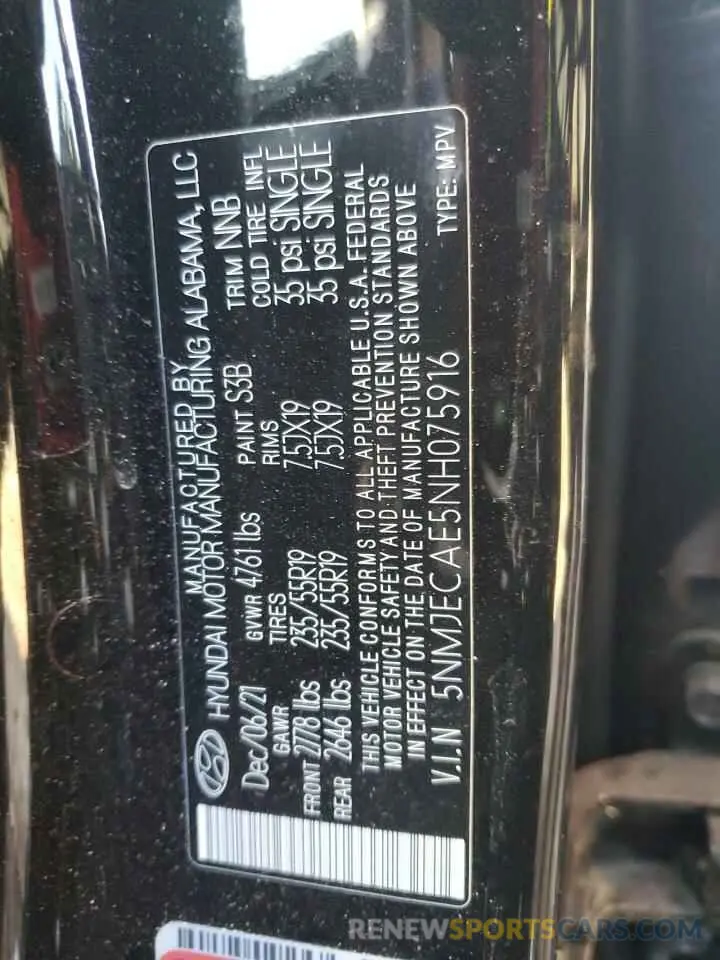 MANUFACTURED BY
HYUNDAI MOTOR MANUFACTURING ALABAMA, LLC
Dec/06/21 GVWR 4761 lbs PAINT S3B TRIM NNB
GAWR TIRES RIMS COLD TIRE INFL
FRONT 2778 lbs 235/55R19 7.5JX19 35 psi SINGLE
REAR 2646 lbs 235/55R19 7.5JX19 35 psi SINGLE
THIS VEHICLE CONFORMS TO ALL APPLICABLE U.S.A. FEDERAL
MOTOR VEHICLE SAFETY AND THEFT PREVENTION STANDARDS
IN EFFECT ON THE DATE OF MANUFACTURE SHOWN ABOVE
V.I.N 5NMJECAE5NH075916 TYPE: MPV
RENEWSPORTSCARS.COM